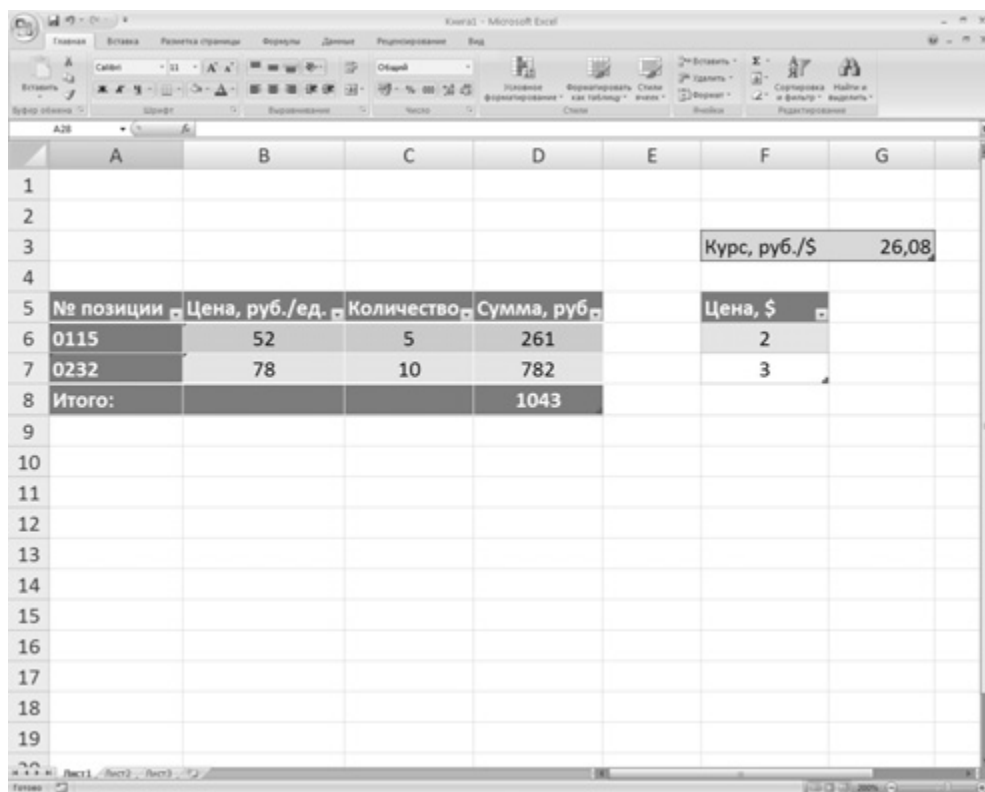 Книга1 - Microsoft Excel
Главная Вставка Разметка страницы Формулы Данные Рецензирование Вид
Calibri 11 Общий
Вставить Условное форматирование Форматировать как таблицу Стили ячеек Вставить Удалить Формат Сортировка и фильтр Найти и выделить
Буфер обмена Шрифт Выравнивание Число Стили Ячейки Редактирование
A28 fx
A B C D E F G
1
2
3 Курс, руб./$ 26,08
4
5 № позиции Цена, руб./ед. Количество Сумма, руб Цена, $
6 0115 52 5 261 2
7 0232 78 10 782 3
8 Итого: 1043
9
10
11
12
13
14
15
16
17
18
19
20
Лист1 Лист2 Лист3
Готово 200%